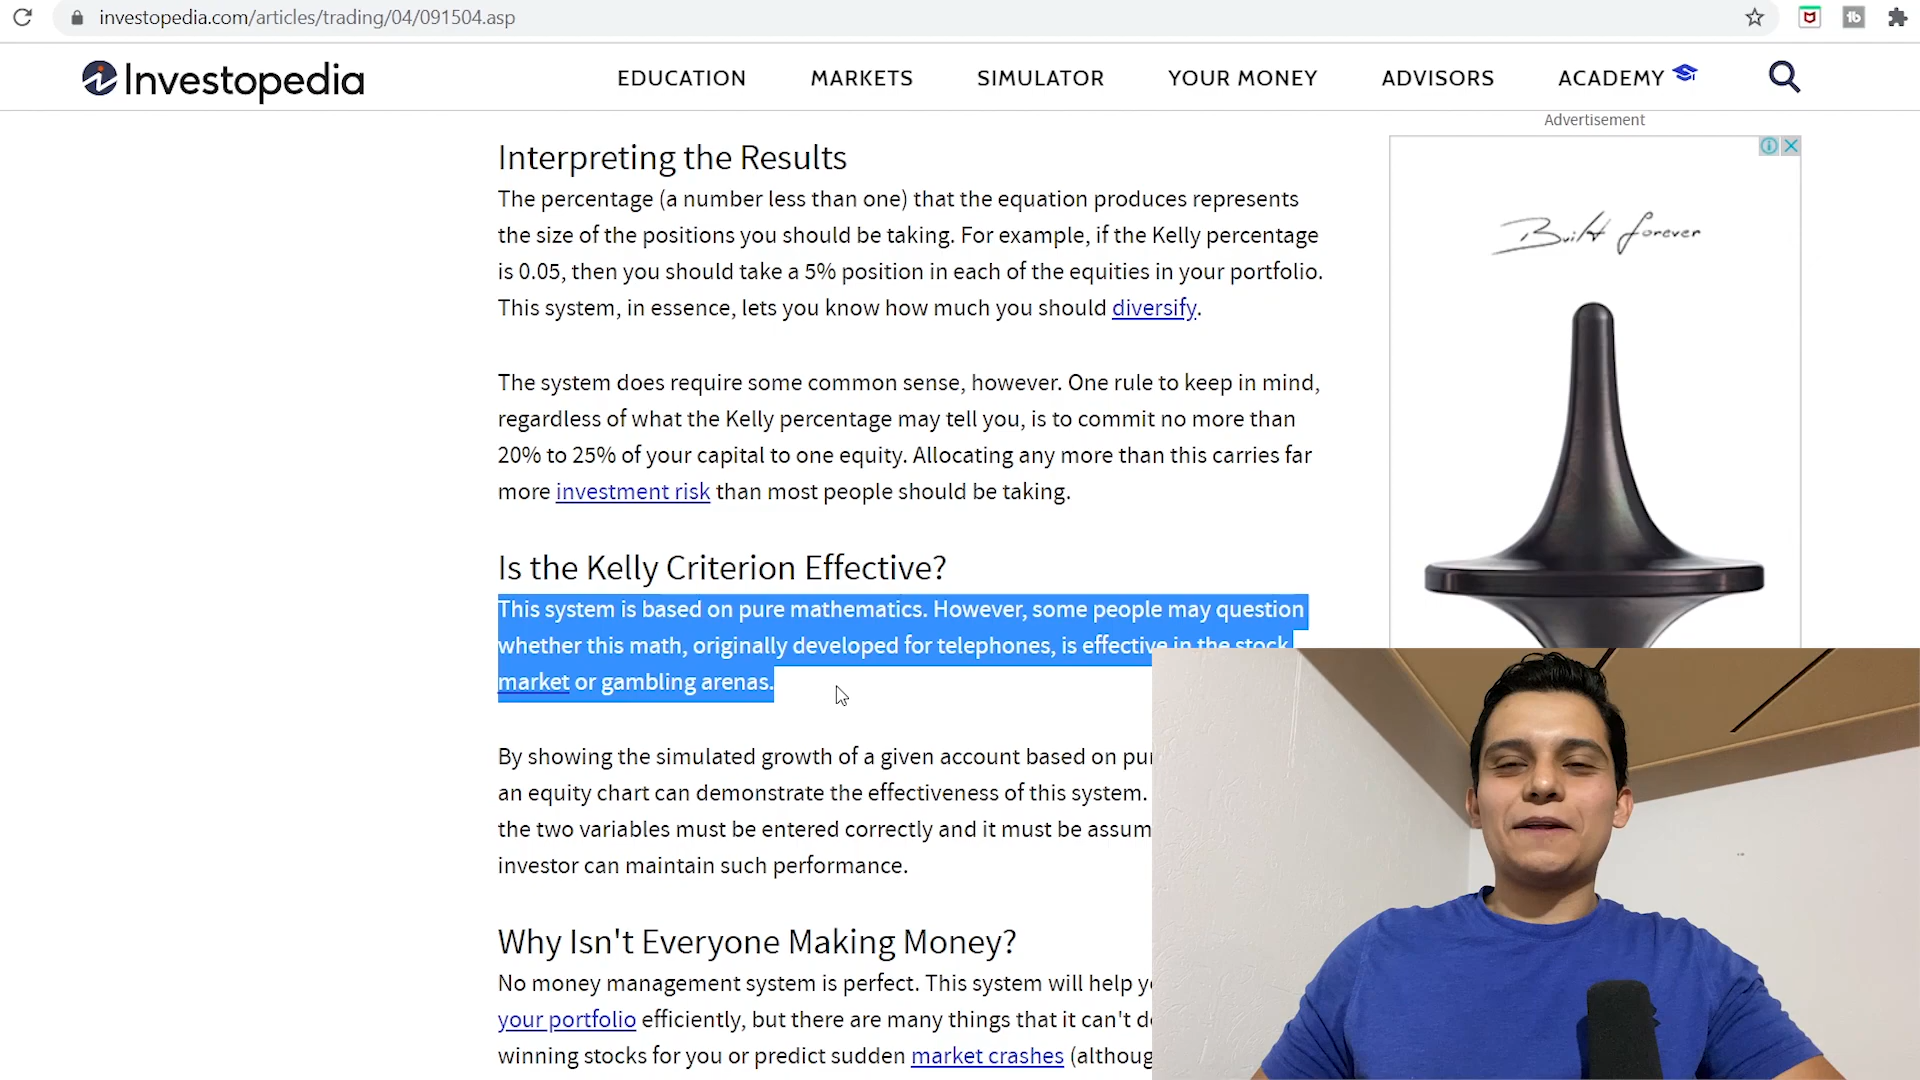 investopedia.com/articles/trading/04/091504.asp
Investopedia
EDUCATION
MARKETS
SIMULATOR
YOUR MONEY
ADVISORS
ACADEMY
Advertisement
Built forever
Interpreting the Results
The percentage (a number less than one) that the equation produces represents
the size of the positions you should be taking. For example, if the Kelly percentage
is 0.05, then you should take a 5% position in each of the equities in your portfolio.
This system, in essence, lets you know how much you should diversify.
The system does require some common sense, however. One rule to keep in mind,
regardless of what the Kelly percentage may tell you, is to commit no more than
20% to 25% of your capital to one equity. Allocating any more than this carries far
more investment risk than most people should be taking.
Is the Kelly Criterion Effective?
This system is based on pure mathematics. However, some people may question
whether this math, originally developed for telephones, is effective in the stock
market or gambling arenas.
By showing the simulated growth of a given account based on
an equity chart can demonstrate the effectiveness of this system.
the two variables must be entered correctly and it must be
investor can maintain such performance.
Why Isn't Everyone Making Money?
No money management system is perfect. This system will help
your portfolio efficiently, but there are many things that it can't
winning stocks for you or predict sudden market crashes